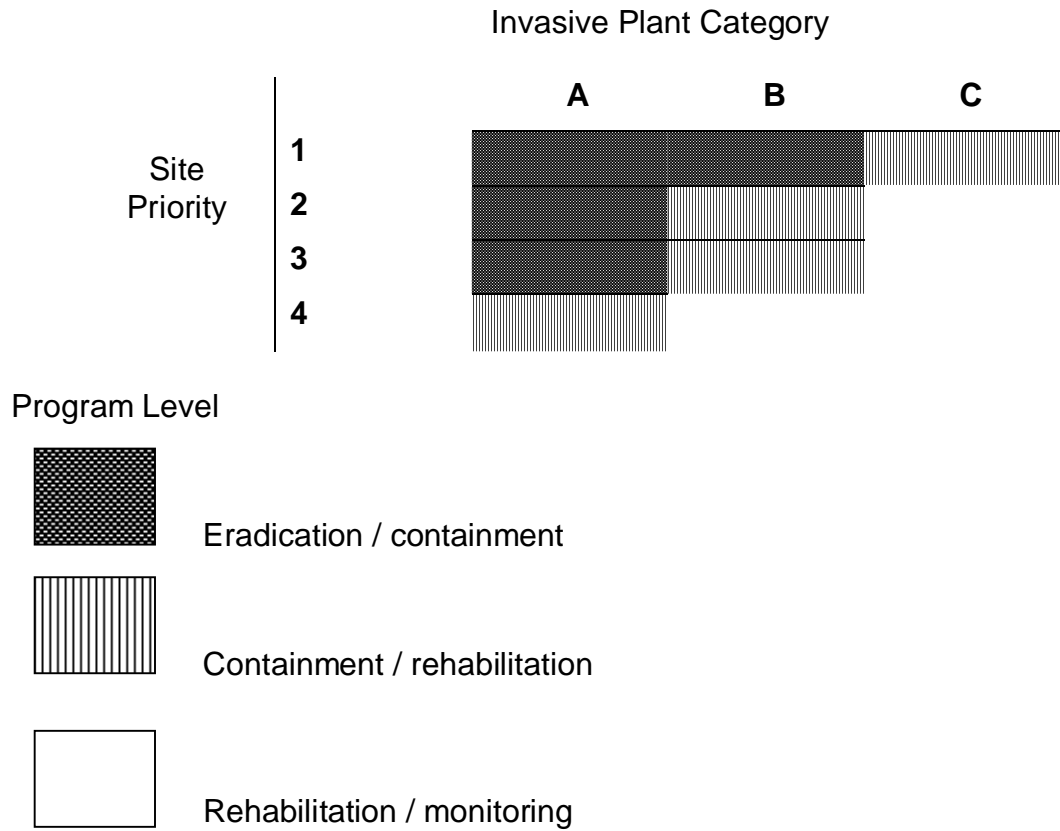 Invasive Plant Category
A B C
Site
Priority
1
2
3
4
Program Level
Eradication / containment
Containment / rehabilitation
Rehabilitation / monitoring